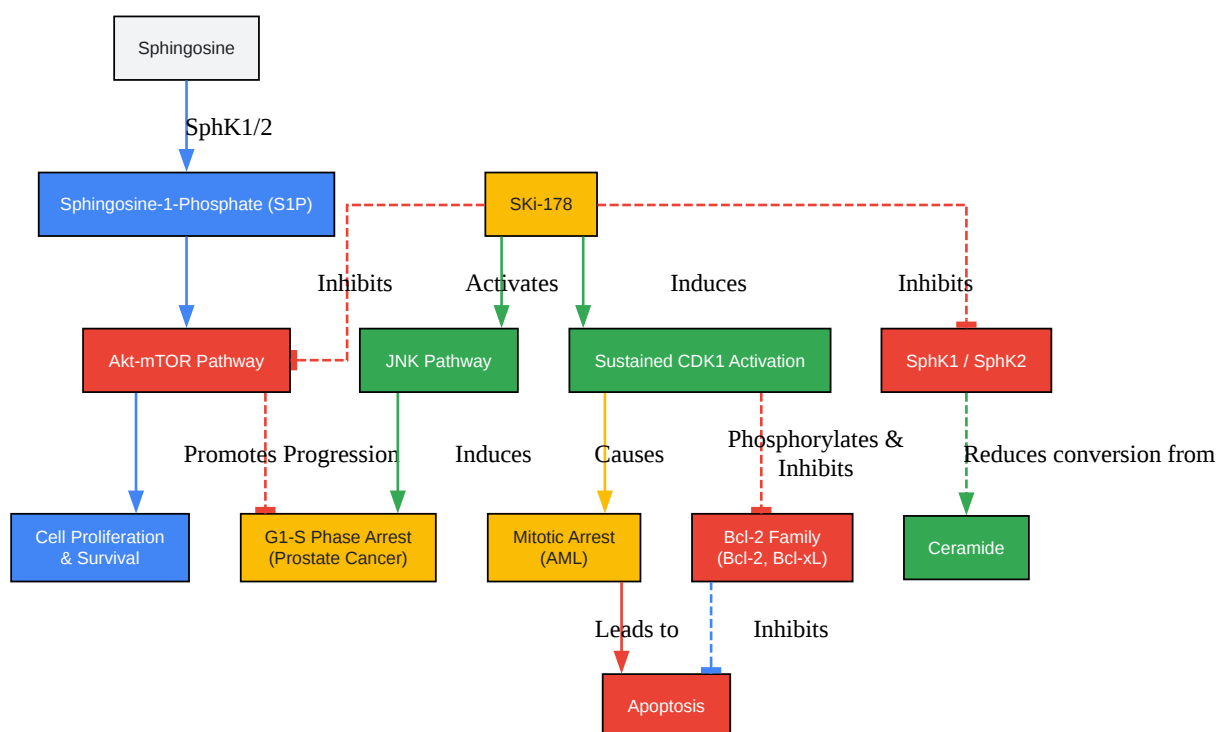 Sphingosine
SphK1/2
Sphingosine-1-Phosphate (S1P)
SKi-178
Inhibits
Activates
Induces
Inhibits
Akt-mTOR Pathway
JNK Pathway
Sustained CDK1 Activation
SphK1 / SphK2
Promotes Progression
Induces
Causes
Phosphorylates &
Inhibits
Reduces conversion from
Cell Proliferation
& Survival
G1-S Phase Arrest
(Prostate Cancer)
Mitotic Arrest
(AML)
Bcl-2 Family
(Bcl-2, Bcl-xL)
Ceramide
Leads to
Inhibits
Apoptosis